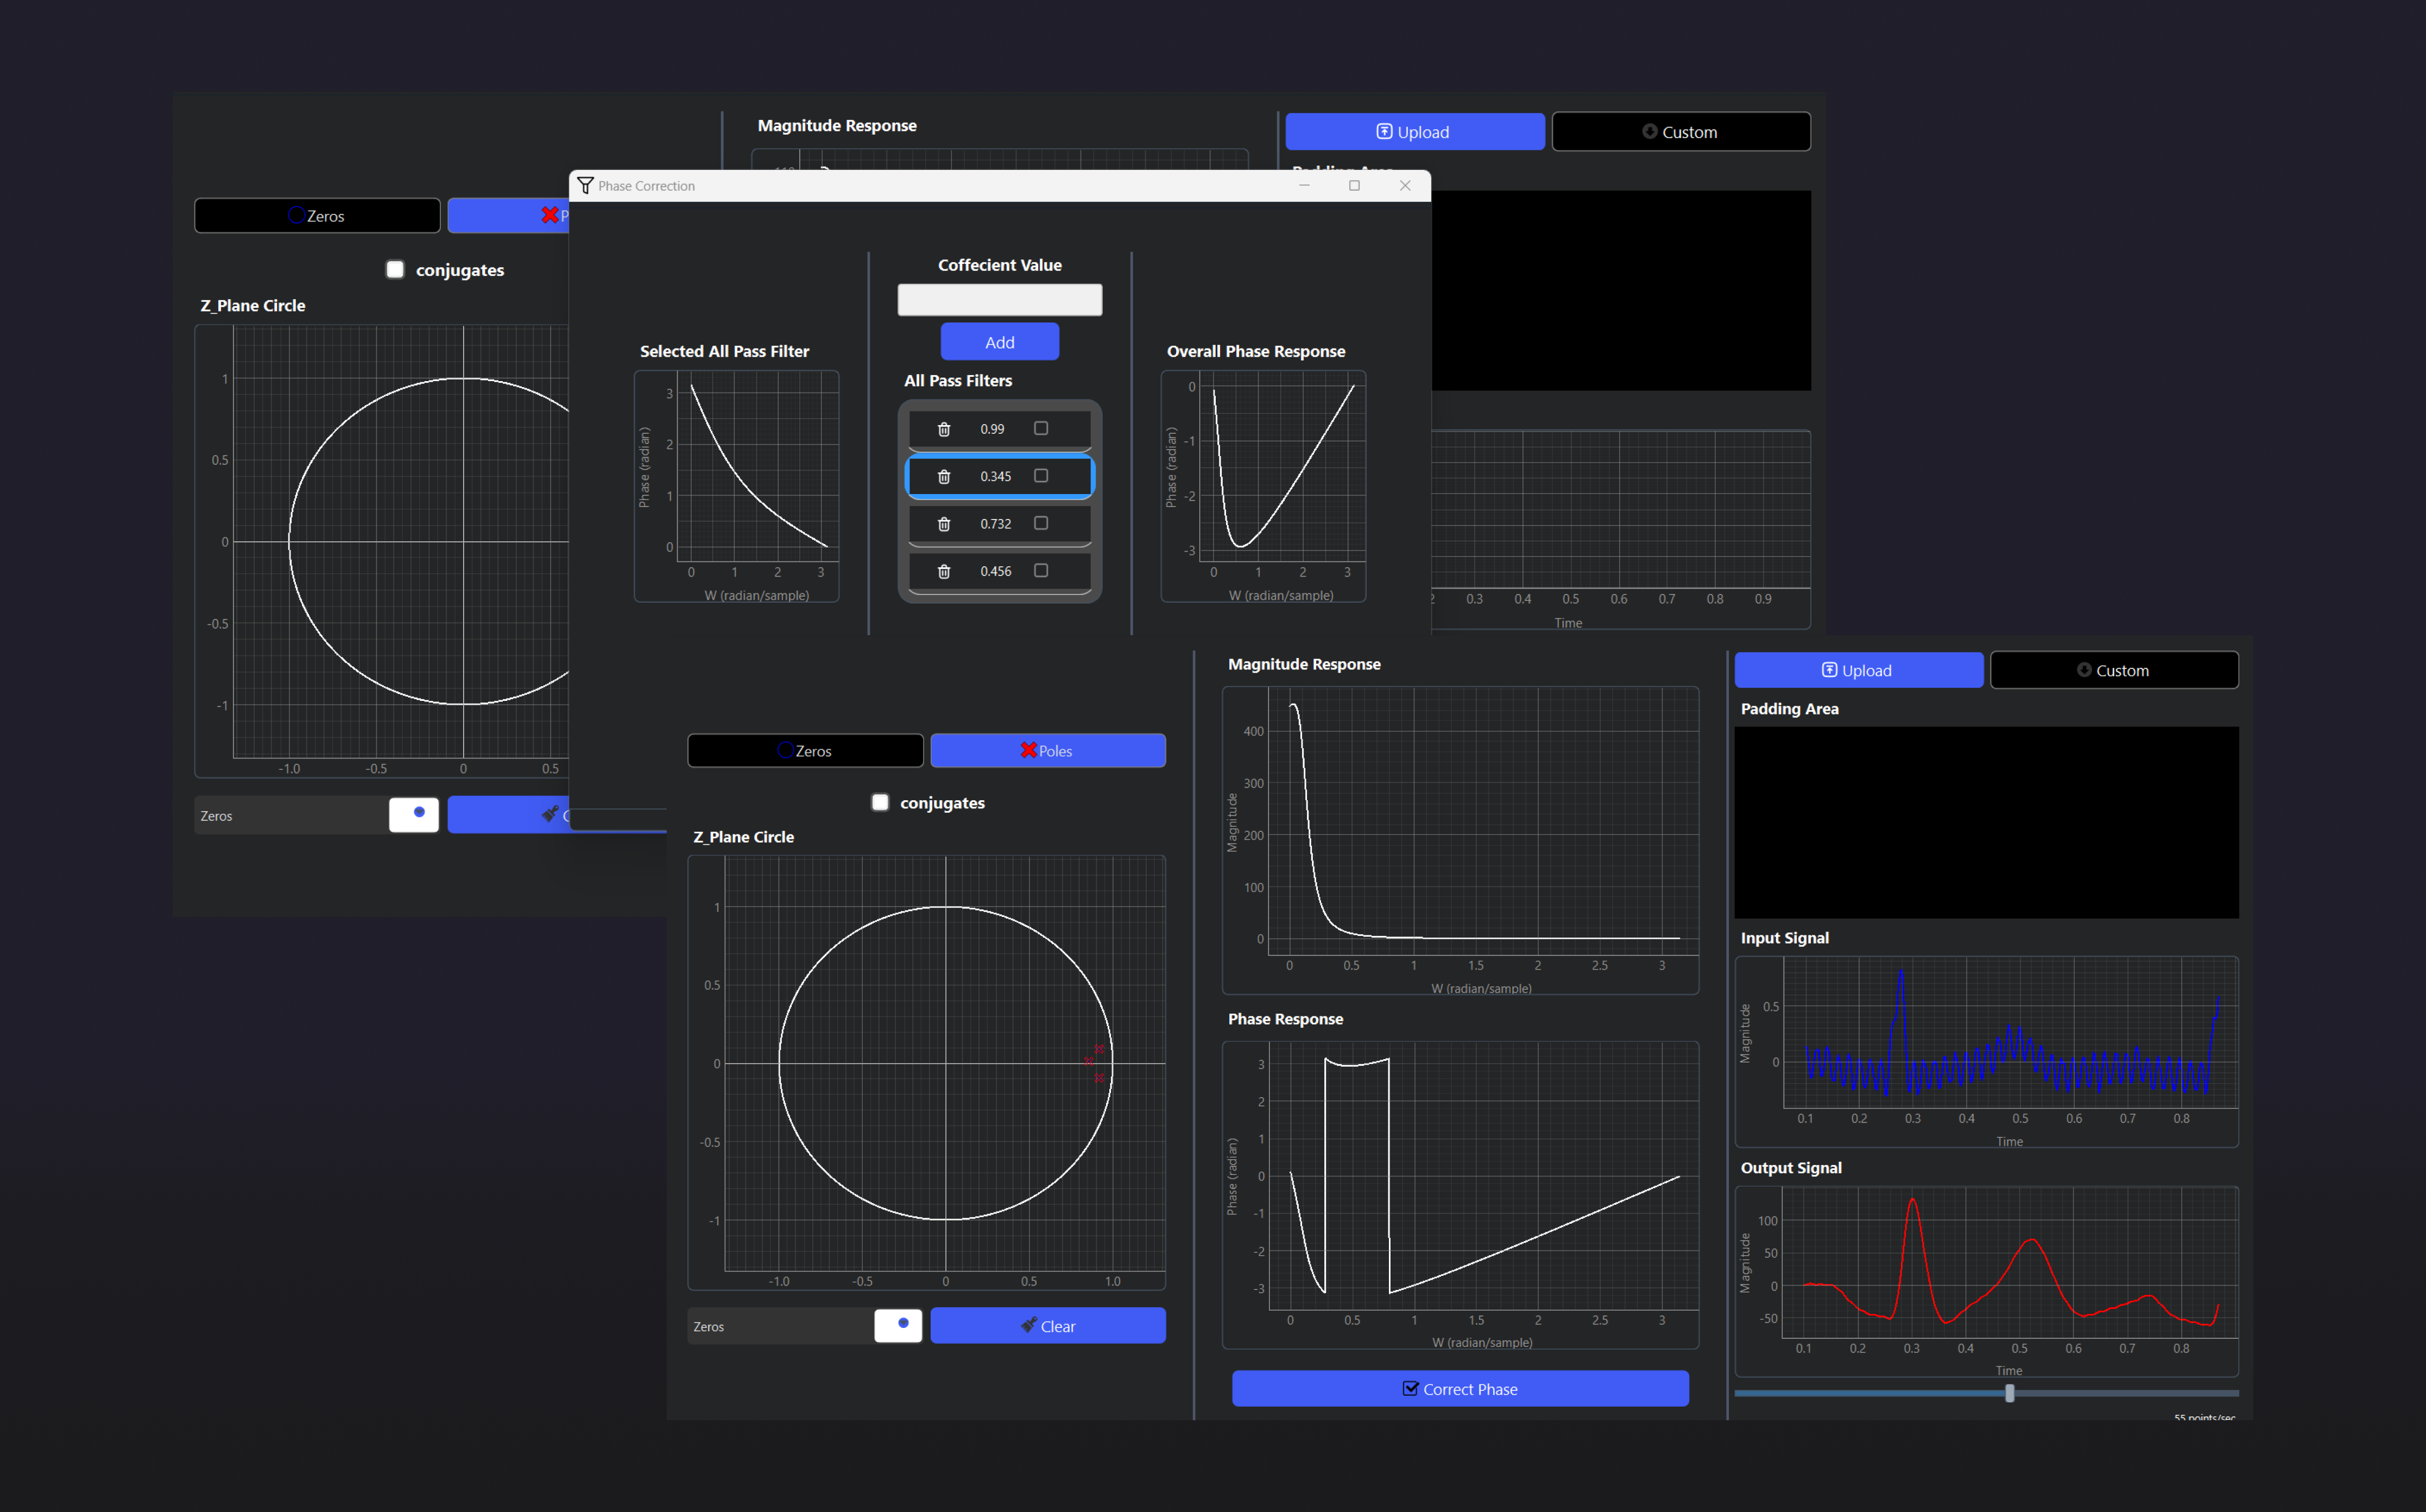 Magnitude Response
Upload
Custom
Phase Correction
Zeros
conjugates
Z_Plane Circle
1
0.5
0
-0.5
-1
-1.0 -0.5 0 0.5
Zeros
Coffecient Value
Add
All Pass Filters
0.99
0.345
0.732
0.456
Selected All Pass Filter
Phase (radian)
3
2
1
0
0 1 2 3
W (radian/sample)
Overall Phase Response
Phase (radian)
0
-1
-2
-3
0 1 2 3
W (radian/sample)
0.3 0.4 0.5 0.6 0.7 0.8 0.9
Time
Zeros
Poles
conjugates
Z_Plane Circle
1
0.5
0
-0.5
-1
-1.0 -0.5 0 0.5 1.0
Zeros
Clear
Magnitude Response
Magnitude
400
300
200
100
0
0 0.5 1 1.5 2 2.5 3
W (radian/sample)
Phase Response
Phase (radian)
3
2
1
0
-1
-2
-3
0 0.5 1 1.5 2 2.5 3
W (radian/sample)
Correct Phase
Upload
Custom
Padding Area
Input Signal
Magnitude
0.5
0
0.1 0.2 0.3 0.4 0.5 0.6 0.7 0.8
Time
Output Signal
Magnitude
100
50
0
-50
0.1 0.2 0.3 0.4 0.5 0.6 0.7 0.8
Time
55 points/sec